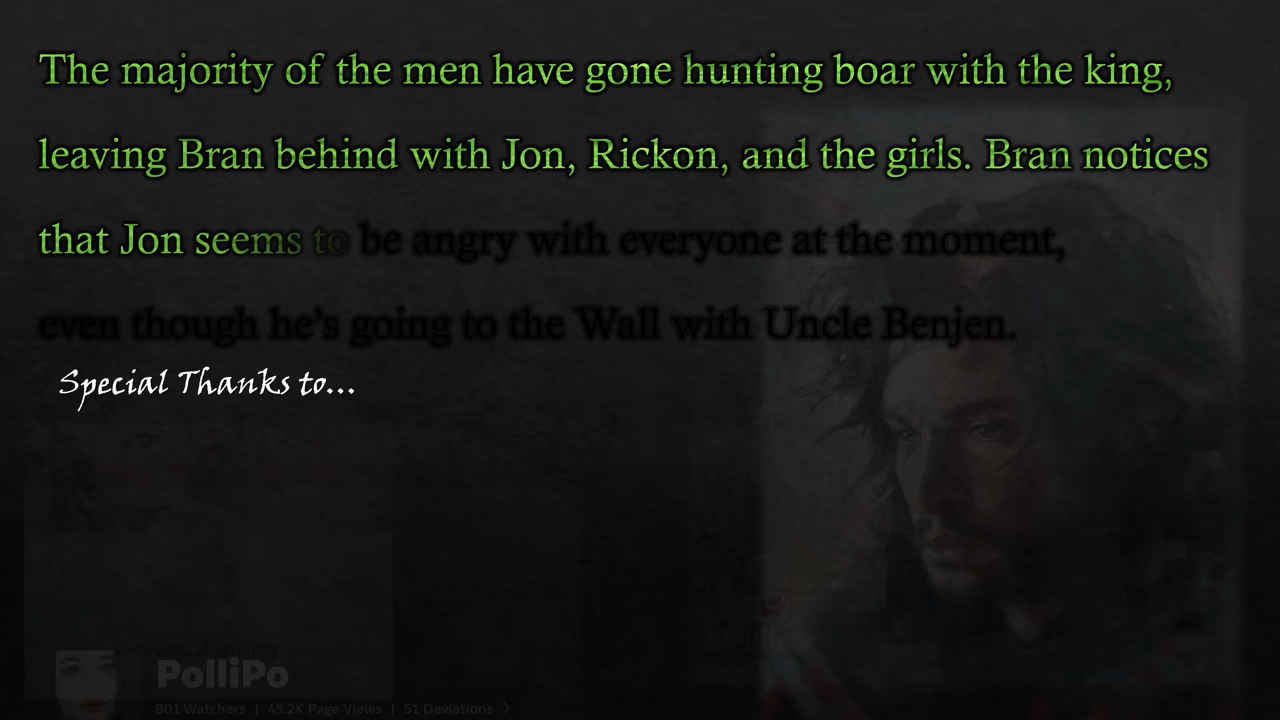 The majority of the men have gone hunting boar with the king,
leaving Bran behind with Jon, Rickon, and the girls. Bran notices
that Jon seems to be angry with everyone at the moment,
even though he's going to the Wall with Uncle Benjen.
Special Thanks to...
PolliPo
801 Watchers | 45.2K Page Views | 51 Deviations >